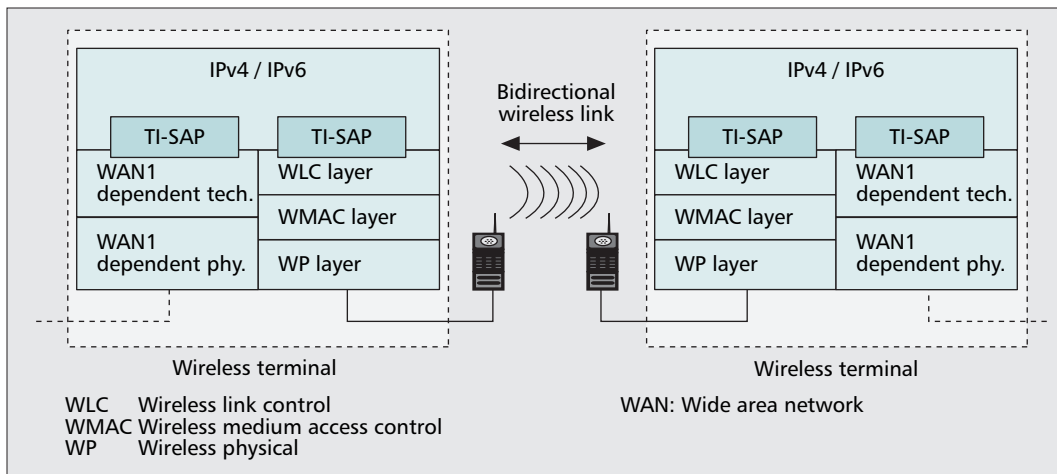 IPv4 / IPv6
TI-SAP
TI-SAP
WAN1
dependent tech.
WLC layer
WMAC layer
WAN1
dependent phy.
WP layer
Wireless terminal
Bidirectional
wireless link
IPv4 / IPv6
TI-SAP
TI-SAP
WLC layer
WAN1
dependent tech.
WMAC layer
WP layer
WAN1
dependent phy.
Wireless terminal
WLC Wireless link control
WMAC Wireless medium access control
WP Wireless physical
WAN: Wide area network